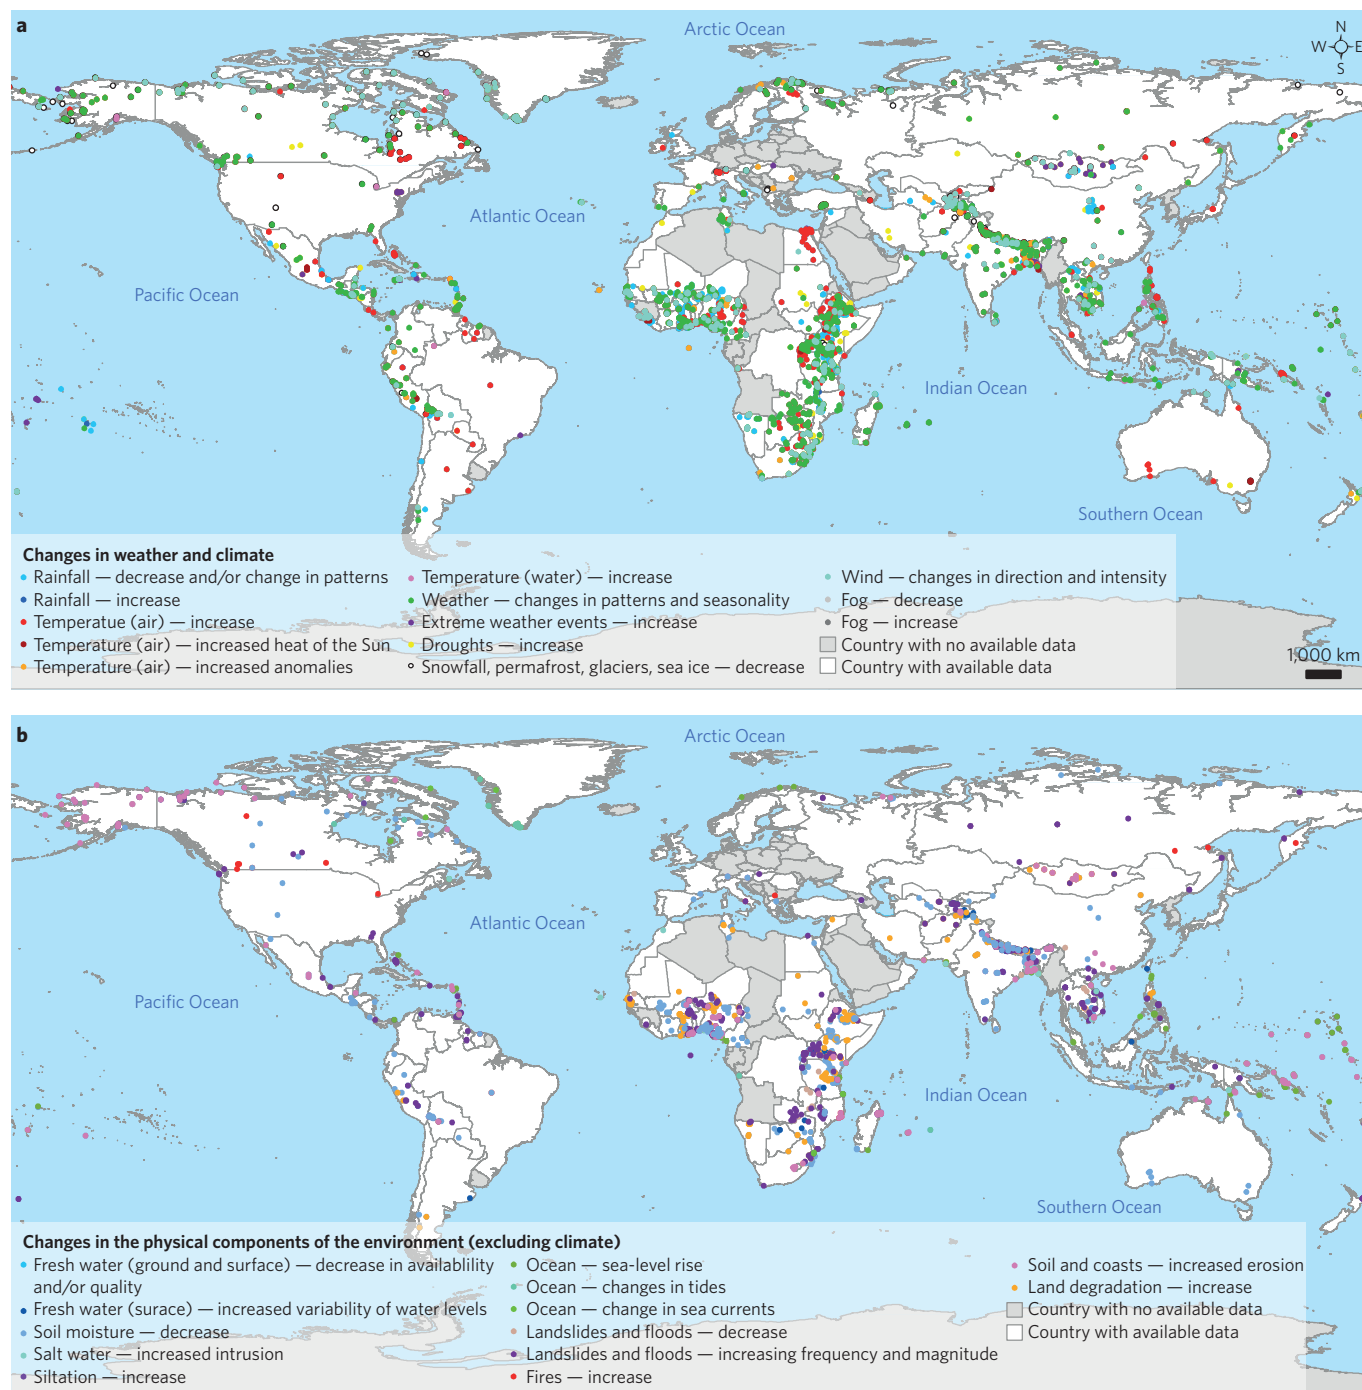 a
Arctic Ocean
N
W E
S
Atlantic Ocean
Pacific Ocean
Indian Ocean
Southern Ocean
Changes in weather and climate
Rainfall — decrease and/or change in patterns
Rainfall — increase
Temperatue (air) — increase
Temperature (air) — increased heat of the Sun
Temperature (air) — increased anomalies
Temperature (water) — increase
Weather — changes in patterns and seasonality
Extreme weather events — increase
Droughts — increase
Snowfall, permafrost, glaciers, sea ice — decrease
Wind — changes in direction and intensity
Fog — decrease
Fog — increase
Country with no available data
Country with available data
1,000 km
b
Arctic Ocean
Atlantic Ocean
Pacific Ocean
Indian Ocean
Southern Ocean
Changes in the physical components of the environment (excluding climate)
Fresh water (ground and surface) — decrease in availablility
and/or quality
Fresh water (surace) — increased variability of water levels
Soil moisture — decrease
Salt water — increased intrusion
Siltation — increase
Ocean — sea-level rise
Ocean — changes in tides
Ocean — change in sea currents
Landslides and floods — decrease
Landslides and floods — increasing frequency and magnitude
Fires — increase
Soil and coasts — increased erosion
Land degradation — increase
Country with no available data
Country with available data